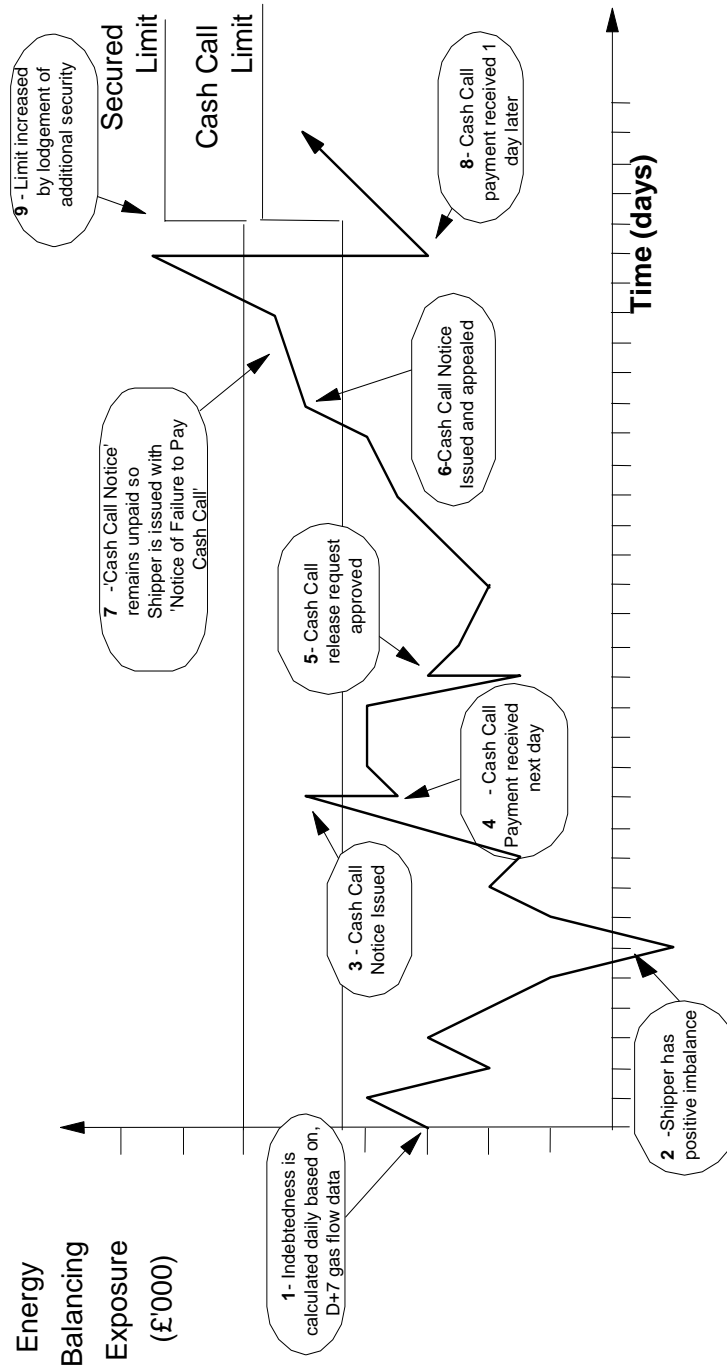 Energy
Balancing
Exposure
(£'000)
1- Indebtedness is
calculated daily based on,
D+7 gas flow data
2 -Shipper has
positive imbalance
3 - Cash Call
Notice Issued
4 - Cash Call
Payment received
next day
5- Cash Call
release request
approved
6-Cash Call Notice
Issued and appealed
7 -'Cash Call Notice'
remains unpaid so
Shipper is issued with
'Notice of Failure to Pay
Cash Call'
8- Cash Call
payment received 1
day later
9 - Limit increased
by lodgement of
additional security
Secured
Limit
Cash Call
Limit
Time (days)